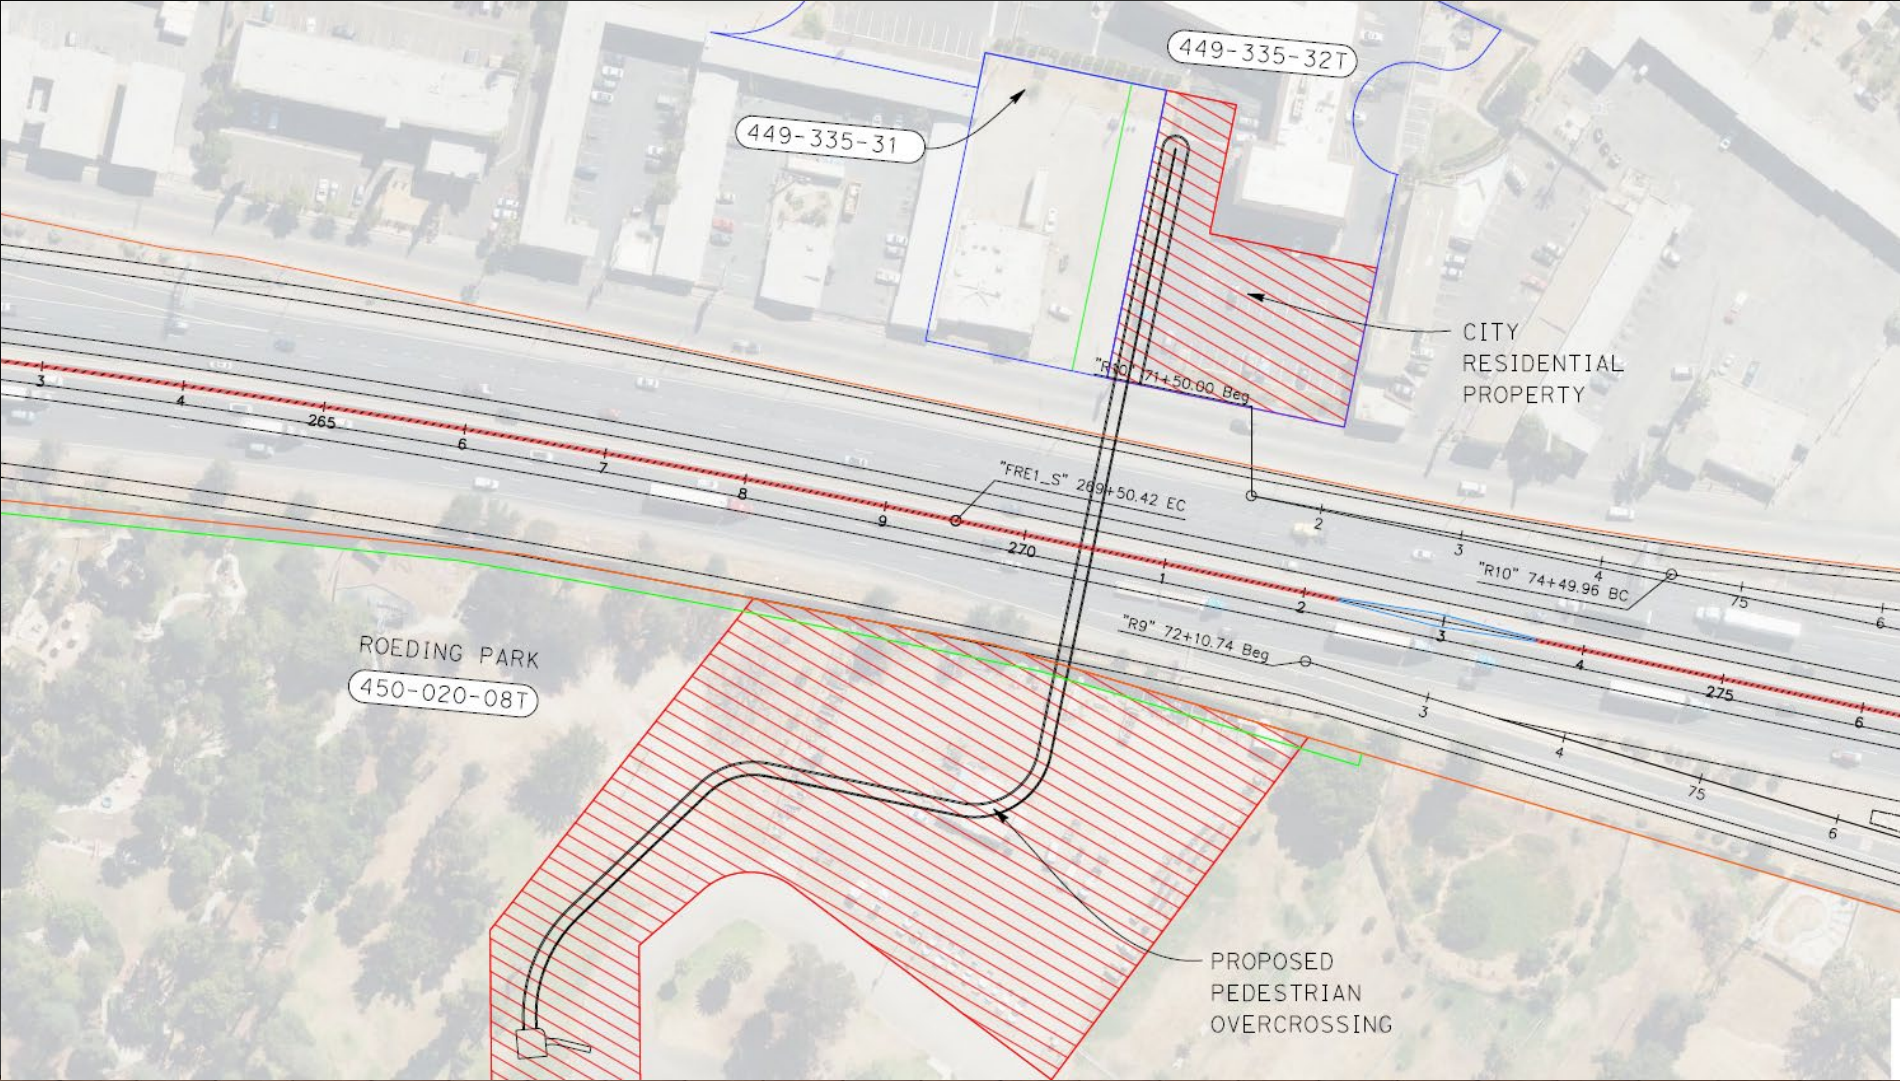 449-335-32T
449-335-31
CITY
RESIDENTIAL
PROPERTY
"R10" 71+50.00 Beg
3
4
265
6
7
8
9
270
1
2
3
4
275
6
"FRE1_S" 269+50.42 EC
2
3
4
75
6
"R10" 74+49.96 BC
"R9" 72+10.74 Beg
3
4
75
6
ROEDING PARK
450-020-08T
PROPOSED
PEDESTRIAN
OVERCROSSING